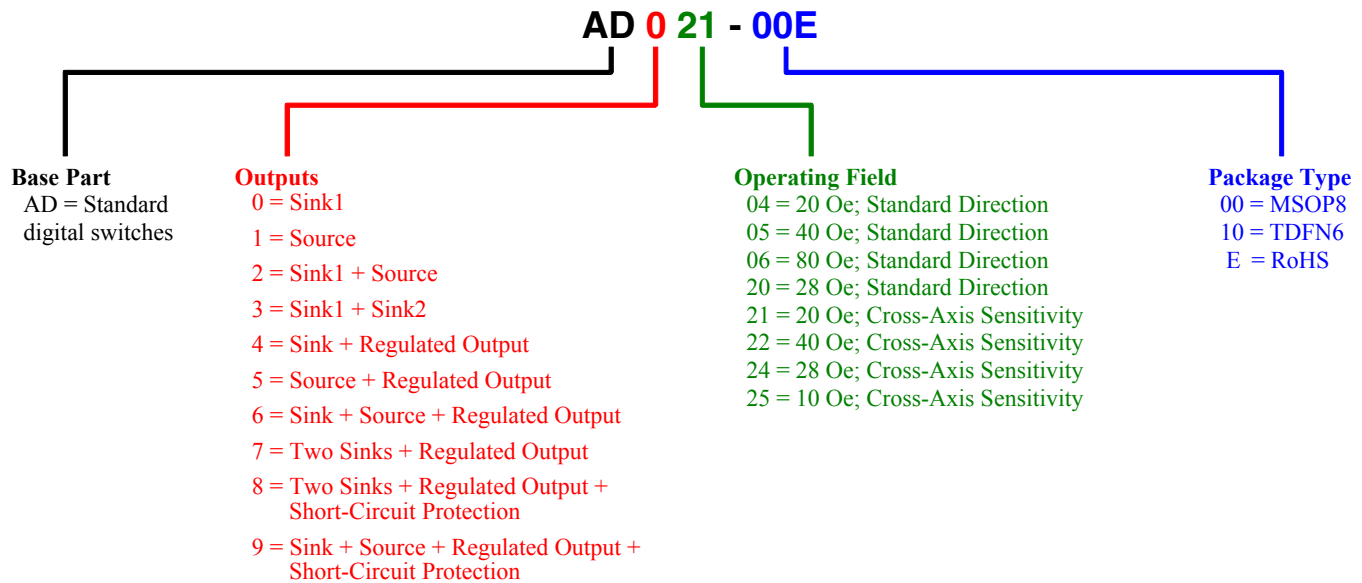 AD 0 21 - 00E
Base Part
AD = Standard
digital switches
Outputs
0 = Sink1
1 = Source
2 = Sink1 + Source
3 = Sink1 + Sink2
4 = Sink + Regulated Output
5 = Source + Regulated Output
6 = Sink + Source + Regulated Output
7 = Two Sinks + Regulated Output
8 = Two Sinks + Regulated Output +
Short-Circuit Protection
9 = Sink + Source + Regulated Output +
Short-Circuit Protection
Operating Field
04 = 20 Oe; Standard Direction
05 = 40 Oe; Standard Direction
06 = 80 Oe; Standard Direction
20 = 28 Oe; Standard Direction
21 = 20 Oe; Cross-Axis Sensitivity
22 = 40 Oe; Cross-Axis Sensitivity
24 = 28 Oe; Cross-Axis Sensitivity
25 = 10 Oe; Cross-Axis Sensitivity
Package Type
00 = MSOP8
10 = TDFN6
E = RoHS